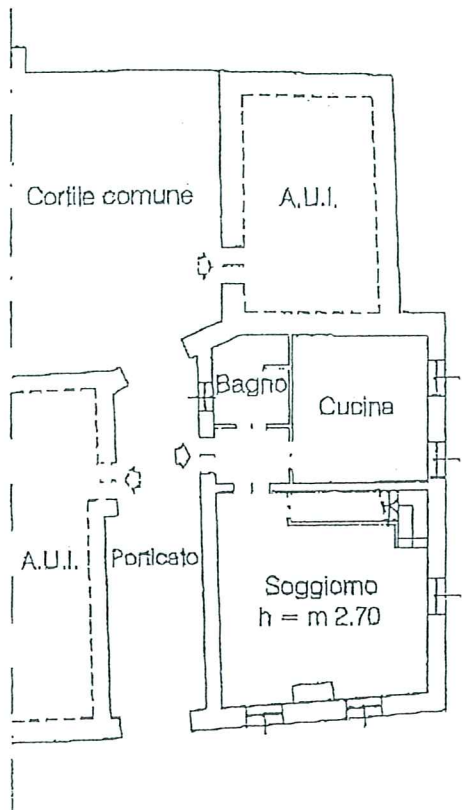 Cortile comune
A.U.I.
Bagno
Cucina
A.U.I.
Porticato
Soggiorno
h = m 2.70